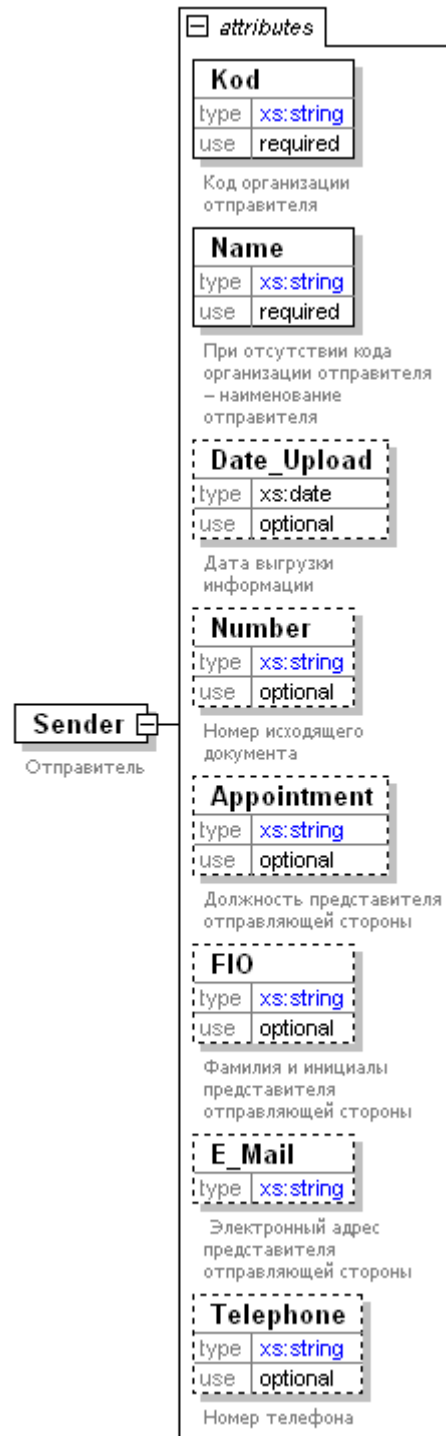 attributes
Kod
type xs:string
use required
Код организации
отправителя
Name
type xs:string
use required
При отсутствии кода
организации отправителя
– наименование
отправителя
Date_Upload
type xs:date
use optional
Дата выгрузки
информации
Number
type xs:string
use optional
Номер исходящего
документа
Sender
Отправитель
Appointment
type xs:string
use optional
Должность представителя
отправляющей стороны
FIO
type xs:string
use optional
Фамилия и инициалы
представителя
отправляющей стороны
E_Mail
type xs:string
Электронный адрес
представителя
отправляющей стороны
Telephone
type xs:string
use optional
Номер телефона